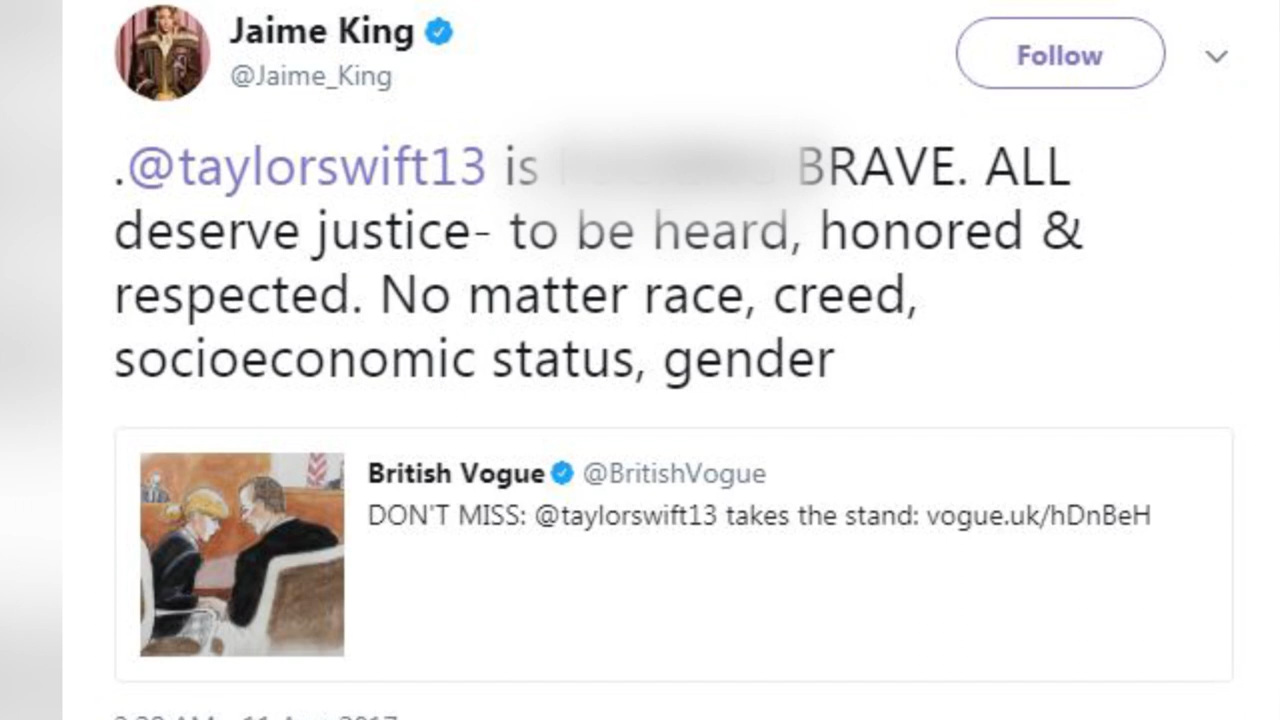 Jaime King
@Jaime_King
Follow
.@taylorswift13 is BRAVE. ALL
deserve justice- to be heard, honored &
respected. No matter race, creed,
socioeconomic status, gender
British Vogue @BritishVogue
DON'T MISS: @taylorswift13 takes the stand: vogue.uk/hDnBeH